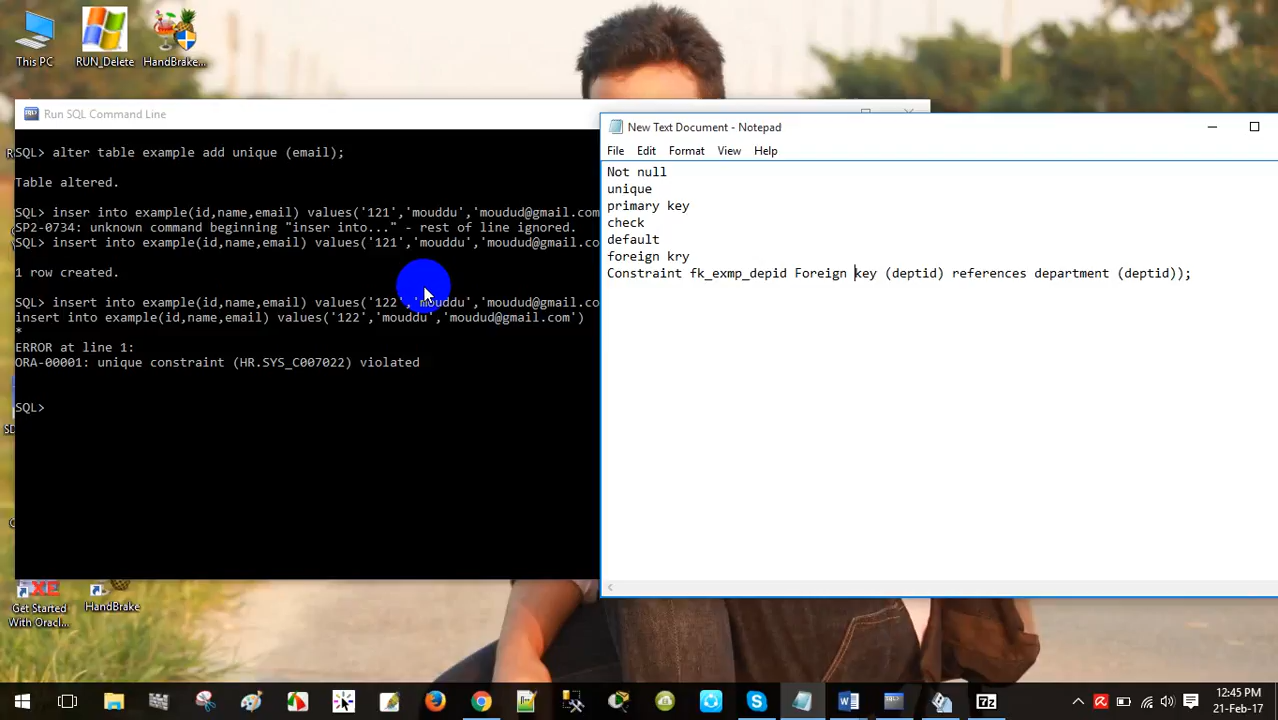 This PC
RUN_Delete
HandBrake...
Run SQL Command Line
SQL> alter table example add unique (email);
Table altered.
SQL> inser into example(id,name,email) values('121','mouddu','moudud@gmail.com
SP2-0734: unknown command beginning "inser into..." - rest of line ignored.
SQL> insert into example(id,name,email) values('121','mouddu','moudud@gmail.co
1 row created.
SQL> insert into example(id,name,email) values('122','mouddu','moudud@gmail.co
insert into example(id,name,email) values('122','mouddu','moudud@gmail.com')
*
ERROR at line 1:
ORA-00001: unique constraint (HR.SYS_C007022) violated
SQL>
New Text Document - Notepad
File Edit Format View Help
Not null
unique
primary key
check
default
foreign kry
Constraint fk_exmp_depid Foreign key (deptid) references department (deptid));
XE
Get Started
With Oracl...
HandBrake
12:45 PM
21-Feb-17